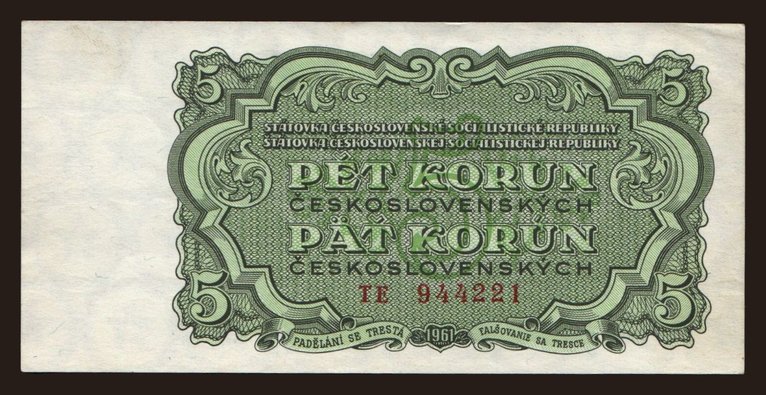 5 5
STÁTOVKA ČESKOSLOVENSKÉ SOCIALISTICKÉ REPUBLIKY
ŠTÁTOVKA ČESKOSLOVENSKEJ SOCIALISTICKEJ REPUBLIKY
PĚT KORUN
ČESKOSLOVENSKÝCH
PÄŤ KORÚN
ČESKOSLOVENSKÝCH
5 TE 944221 5
PADĚLÁNÍ SE TRESTÁ 1961 FALŠOVANIE SA TRESCE